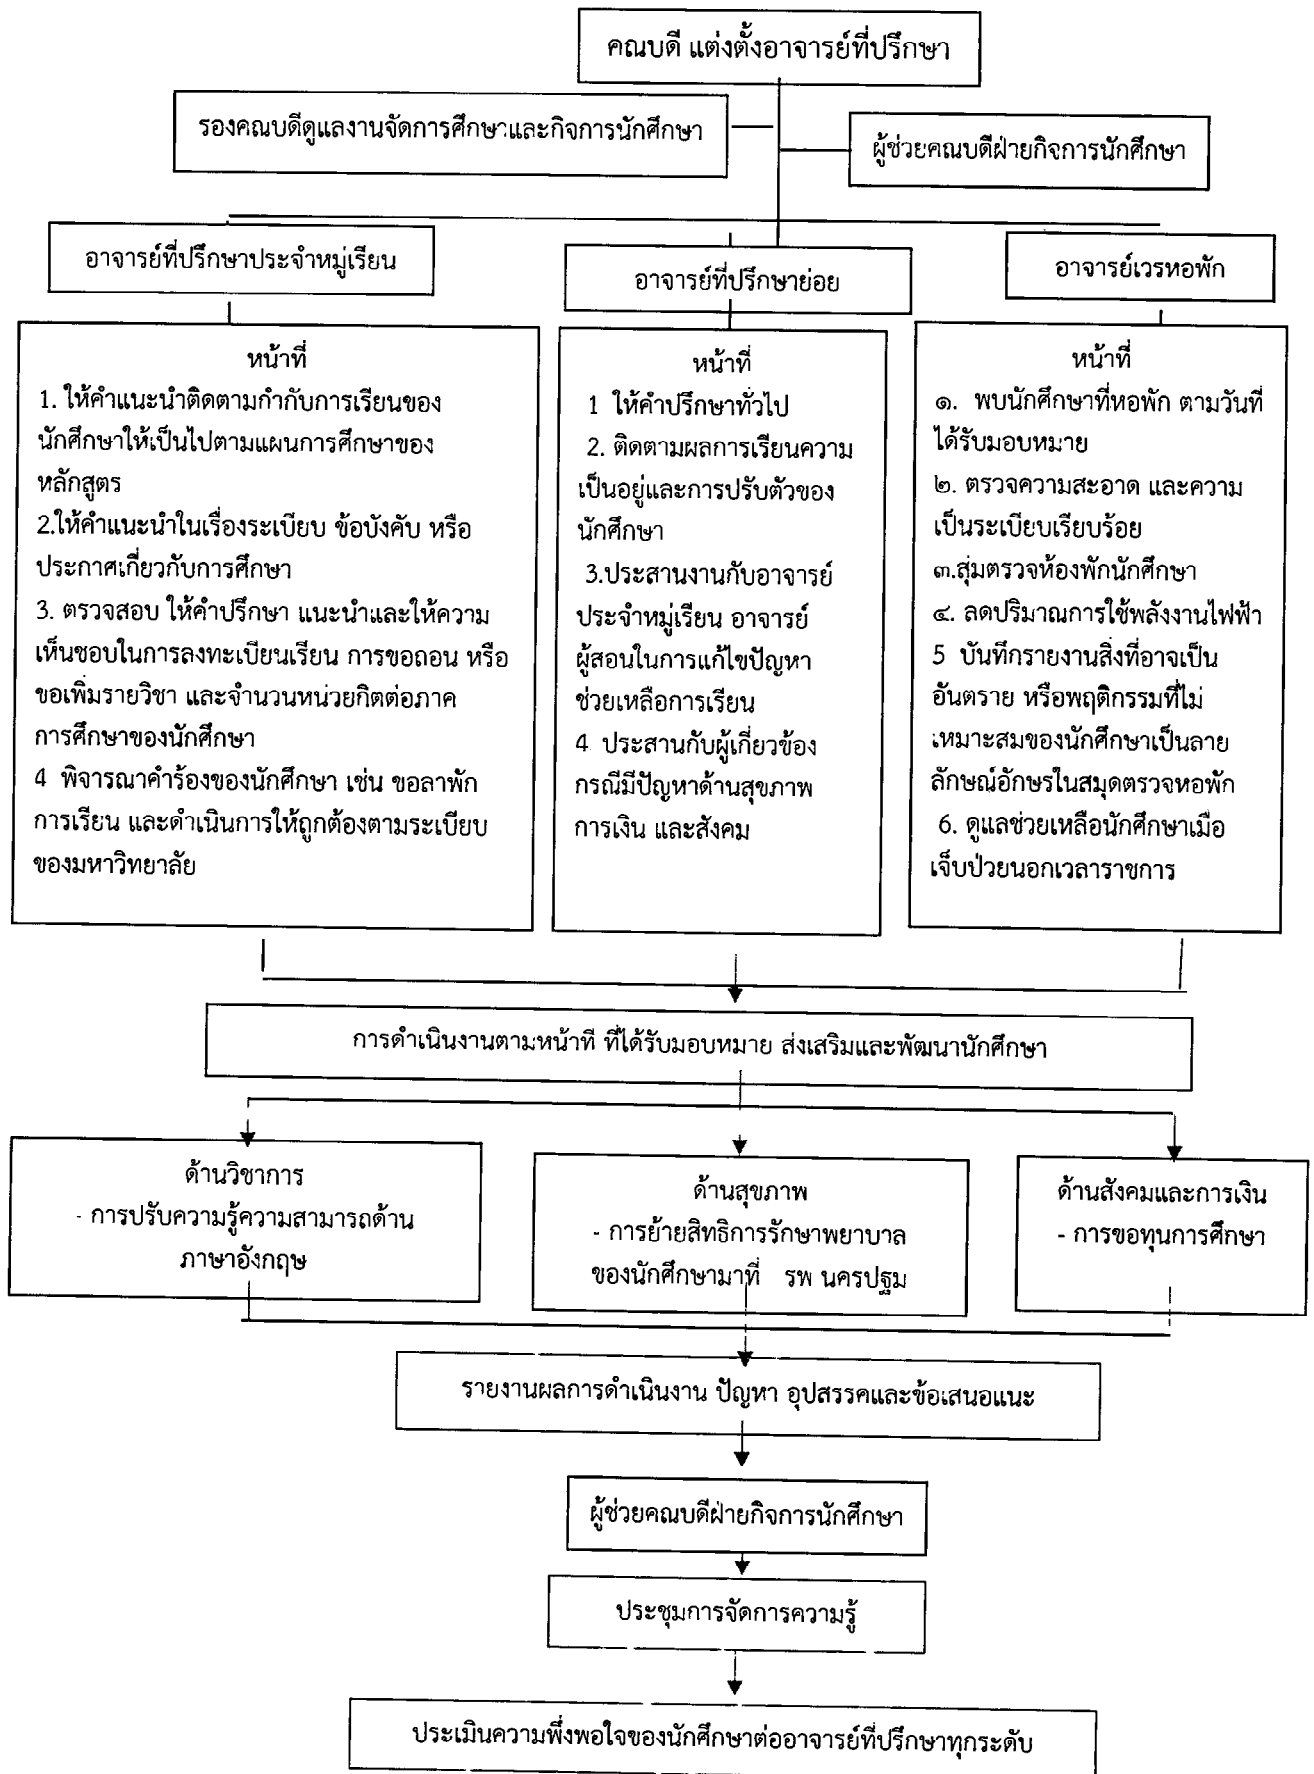 คณบดี แต่งตั้งอาจารย์ที่ปรึกษา
รองคณบดีดูแลงานจัดการศึกษาและกิจการนักศึกษา
ผู้ช่วยคณบดีฝ่ายกิจการนักศึกษา
อาจารย์ที่ปรึกษาประจำหมู่เรียน
อาจารย์ที่ปรึกษาย่อย
อาจารย์เวรหอพัก
หน้าที่
1. ให้คำแนะนำติดตามกำกับการเรียนของ
นักศึกษาให้เป็นไปตามแผนการศึกษาของ
หลักสูตร
2.ให้คำแนะนำในเรื่องระเบียบ ข้อบังคับ หรือ
ประกาศเกี่ยวกับการศึกษา
3. ตรวจสอบ ให้คำปรึกษา แนะนำและให้ความ
เห็นชอบในการลงทะเบียนเรียน การขอถอน หรือ
ขอเพิ่มรายวิชา และจำนวนหน่วยกิตต่อภาค
การศึกษาของนักศึกษา
4 พิจารณาคำร้องของนักศึกษา เช่น ขอลาพัก
การเรียน และดำเนินการให้ถูกต้องตามระเบียบ
ของมหาวิทยาลัย
หน้าที่
1 ให้คำปรึกษาทั่วไป
2. ติดตามผลการเรียนความ
เป็นอยู่และการปรับตัวของ
นักศึกษา
3.ประสานงานกับอาจารย์
ประจำหมู่เรียน อาจารย์
ผู้สอนในการแก้ไขปัญหา
ช่วยเหลือการเรียน
4 ประสานกับผู้เกี่ยวข้อง
กรณีมีปัญหาด้านสุขภาพ
การเงิน และสังคม
หน้าที่
๑. พบนักศึกษาที่หอพัก ตามวันที่
ได้รับมอบหมาย
๒. ตรวจความสะอาด และความ
เป็นระเบียบเรียบร้อย
๓.สุ่มตรวจห้องพักนักศึกษา
๔. ลดปริมาณการใช้พลังงานไฟฟ้า
5 บันทึกรายงานสิ่งที่อาจเป็น
อันตราย หรือพฤติกรรมที่ไม่
เหมาะสมของนักศึกษาเป็นลาย
ลักษณ์อักษรในสมุดตรวจหอพัก
6. ดูแลช่วยเหลือนักศึกษาเมื่อ
เจ็บป่วยนอกเวลาราชการ
การดำเนินงานตามหน้าที่ ที่ได้รับมอบหมาย ส่งเสริมและพัฒนานักศึกษา
ด้านวิชาการ
- การปรับความรู้ความสามารถด้าน
ภาษาอังกฤษ
ด้านสุขภาพ
- การย้ายสิทธิการรักษาพยาบาล
ของนักศึกษามาที่ รพ นครปฐม
ด้านสังคมและการเงิน
- การขอทุนการศึกษา
รายงานผลการดำเนินงาน ปัญหา อุปสรรคและข้อเสนอแนะ
ผู้ช่วยคณบดีฝ่ายกิจการนักศึกษา
ประชุมการจัดการความรู้
ประเมินความพึ่งพอใจของนักศึกษาต่ออาจารย์ที่ปรึกษาทุกระดับ